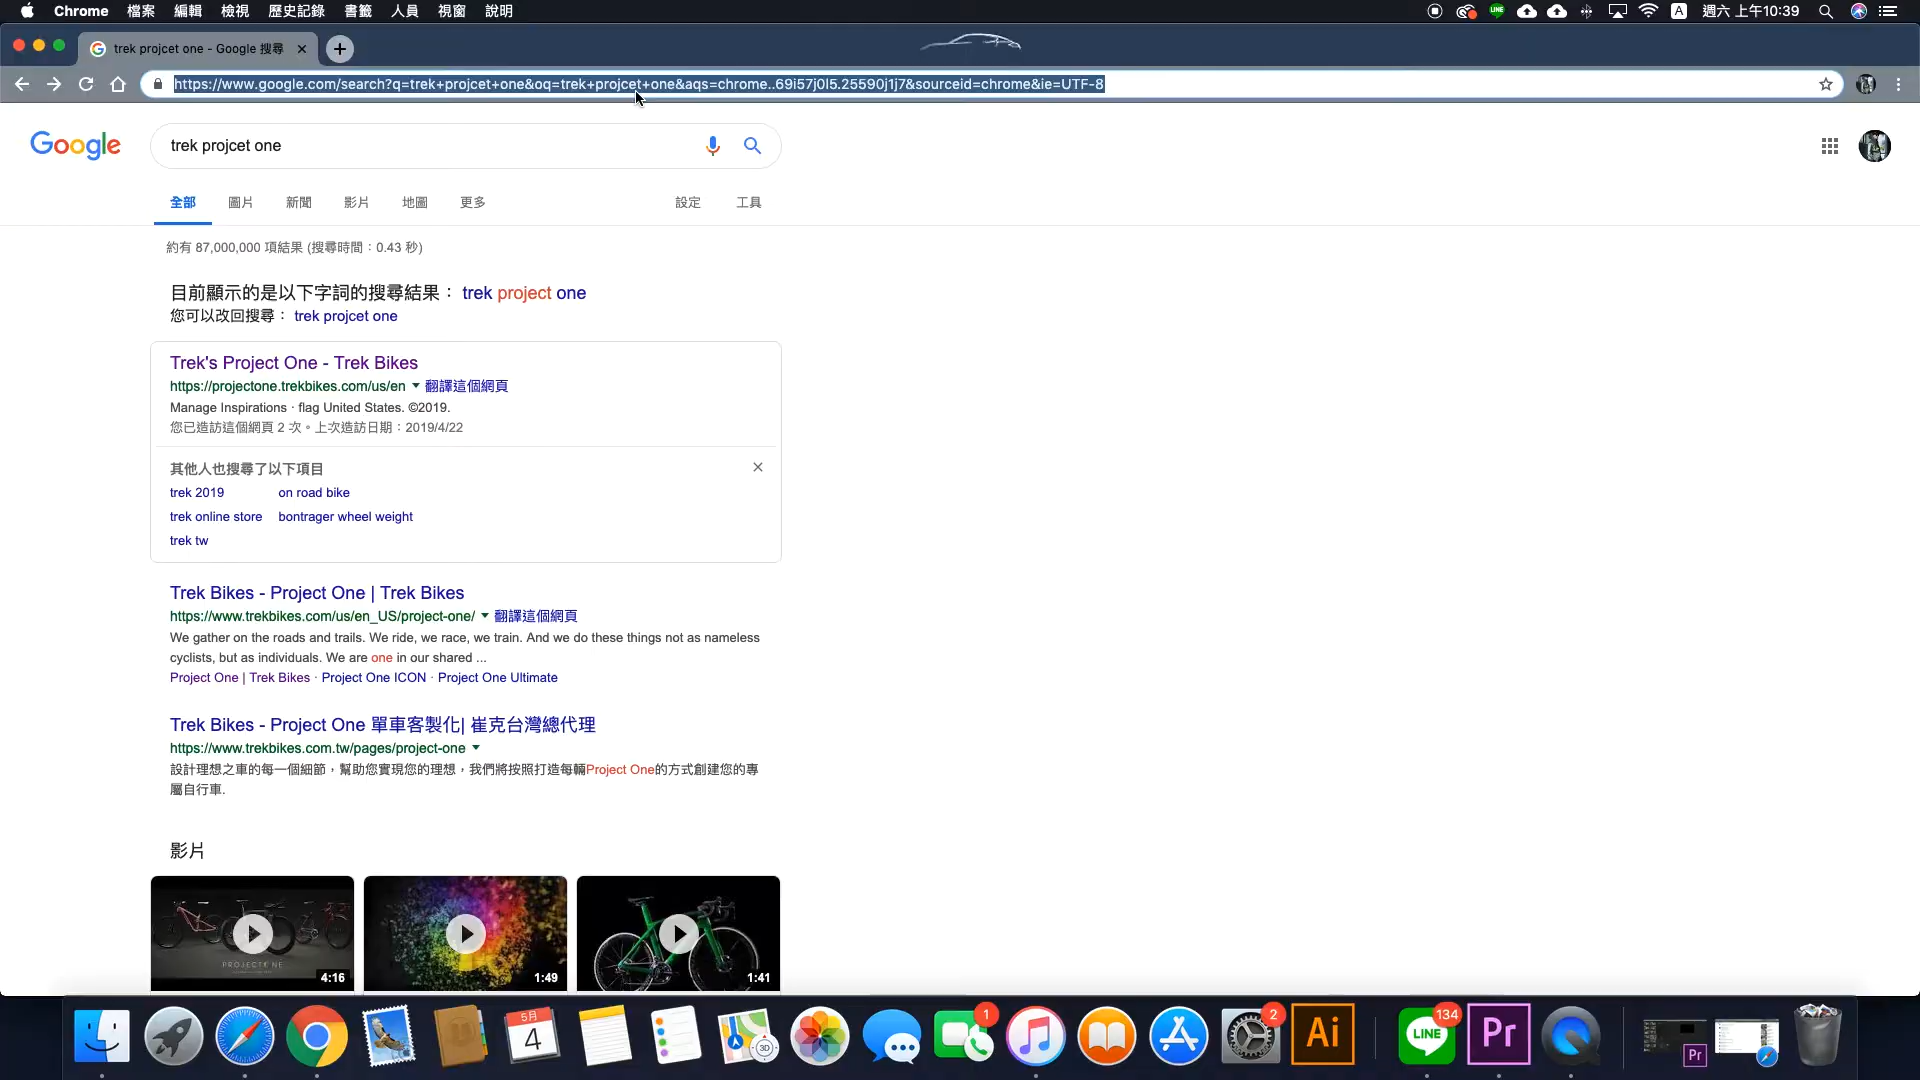 Chrome 檔案 編輯 檢視 歷史記錄 書籤 人員 視窗 說明
LINE A 週六 上午10:39
trek projcet one - Google 搜尋
https://www.google.com/search?q=trek+projcet+one&oq=trek+projcet+one&aqs=chrome..69i57j0l5.25590j1j7&sourceid=chrome&ie=UTF-8
Google trek projcet one
全部 圖片 新聞 影片 地圖 更多 設定 工具
約有 87,000,000 項結果 (搜尋時間：0.43 秒)
目前顯示的是以下字詞的搜尋結果： trek project one
您可以改回搜尋： trek projcet one
Trek's Project One - Trek Bikes
https://projectone.trekbikes.com/us/en 翻譯這個網頁
Manage Inspirations · flag United States. ©2019.
您已造訪這個網頁 2 次。上次造訪日期：2019/4/22
其他人也搜尋了以下項目
trek 2019 on road bike
trek online store bontrager wheel weight
trek tw
Trek Bikes - Project One | Trek Bikes
https://www.trekbikes.com/us/en_US/project-one/ 翻譯這個網頁
We gather on the roads and trails. We ride, we race, we train. And we do these things not as nameless
cyclists, but as individuals. We are one in our shared ...
Project One | Trek Bikes · Project One ICON · Project One Ultimate
Trek Bikes - Project One 單車客製化| 崔克台灣總代理
https://www.trekbikes.com.tw/pages/project-one
設計理想之車的每一個細節，幫助您實現您的理想，我們將按照打造每輛Project One的方式創建您的專
屬自行車.
影片
PROJECT ONE
4:16 1:49 1:41
5月
4
3D
1
2
Ai
134
LINE
Pr
Pr